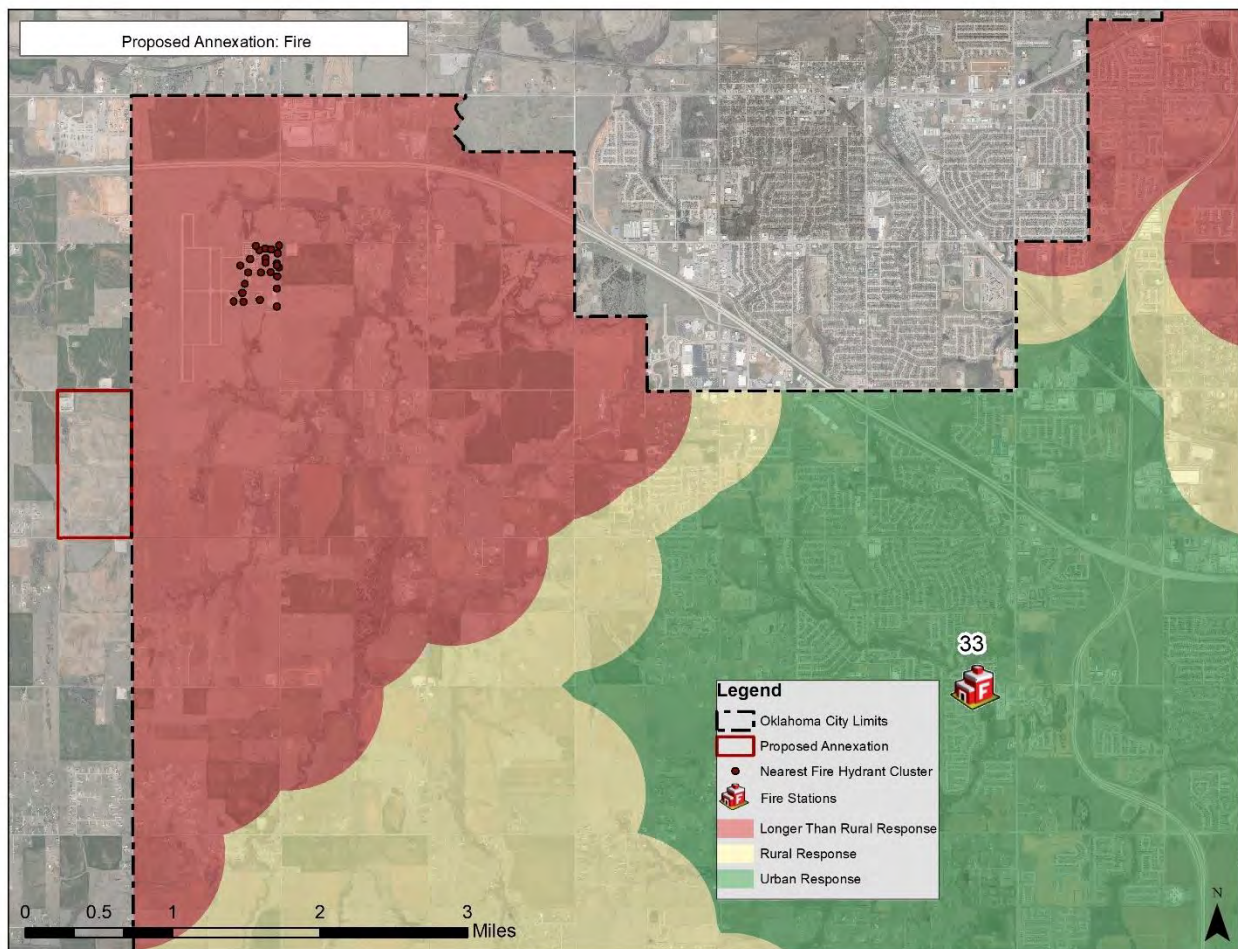 Proposed Annexation: Fire
33
Legend
Oklahoma City Limits
Proposed Annexation
Nearest Fire Hydrant Cluster
F
Fire Stations
Longer Than Rural Response
Rural Response
Urban Response
F
N
0 0.5 1 2 3
Miles